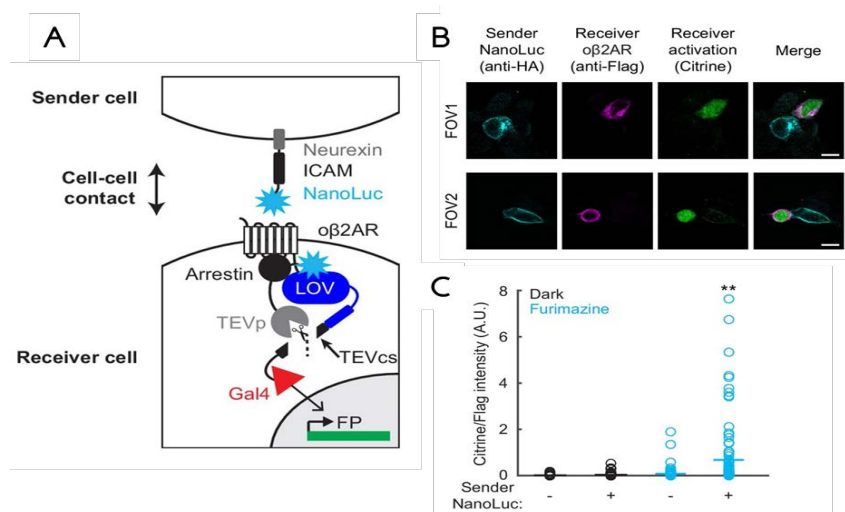 A
Sender cell
Neurexin
ICAM
NanoLuc
Cell-cell
contact
oβ2AR
Arrestin
LOV
TEVp
TEVcs
Receiver cell
Gal4
FP
B
Sender
NanoLuc
(anti-HA)
Receiver
oβ2AR
(anti-Flag)
Receiver
activation
(Citrine)
Merge
FOV1
FOV2
C
Citrine/Flag intensity (A.U.)
8
6
4
2
0
Dark
Furimazine
**
Sender
NanoLuc:
- + - +